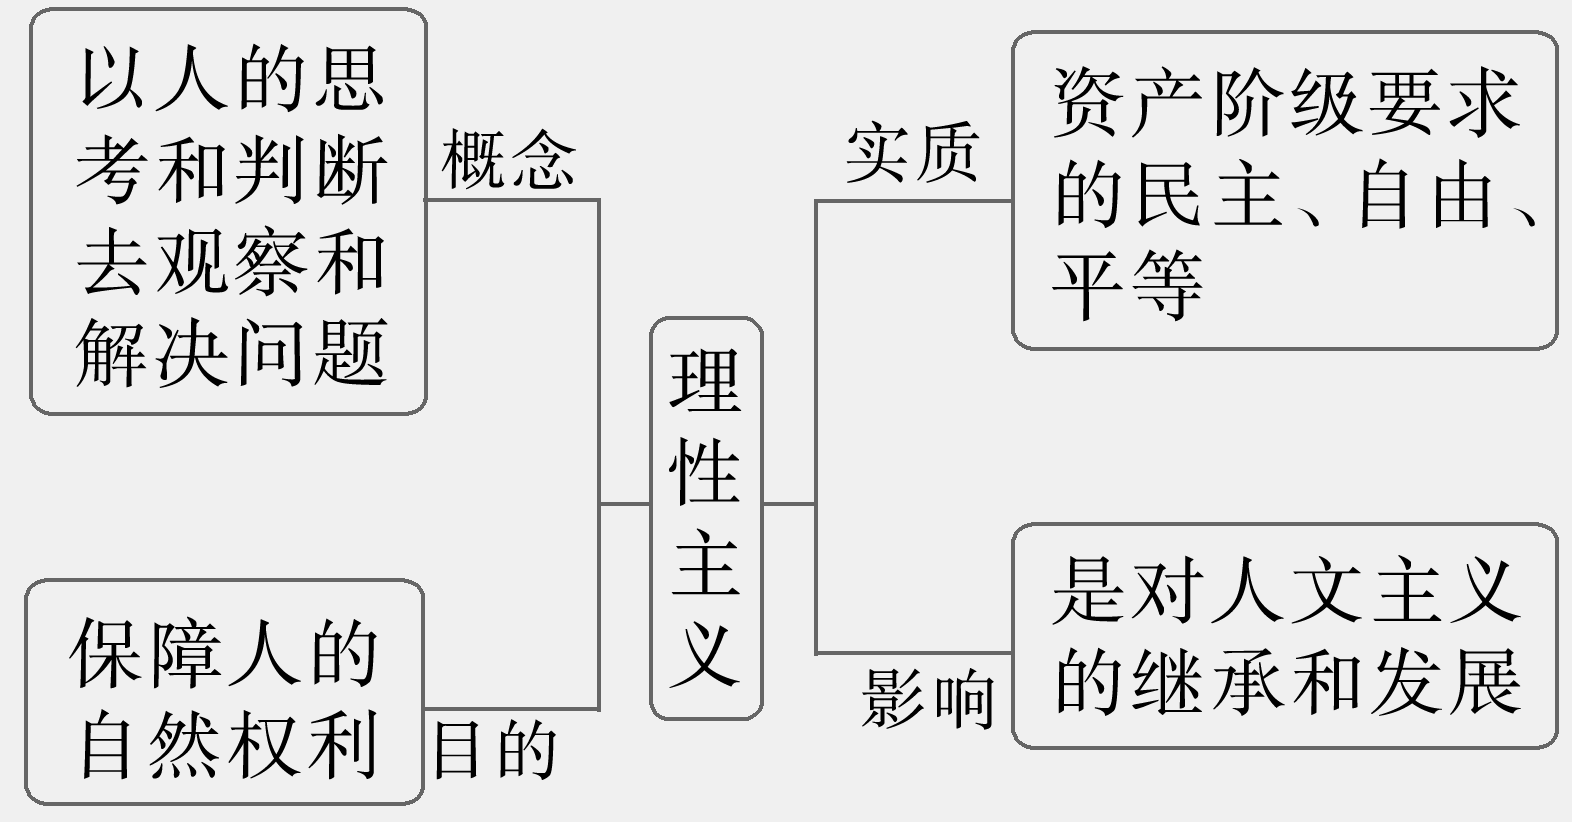 以人的思
考和判断
去观察和
解决问题
概念
保障人的
自然权利
目的
理
性
主
义
实质
资产阶级要求
的民主、自由、
平等
影响
是对人文主义
的继承和发展